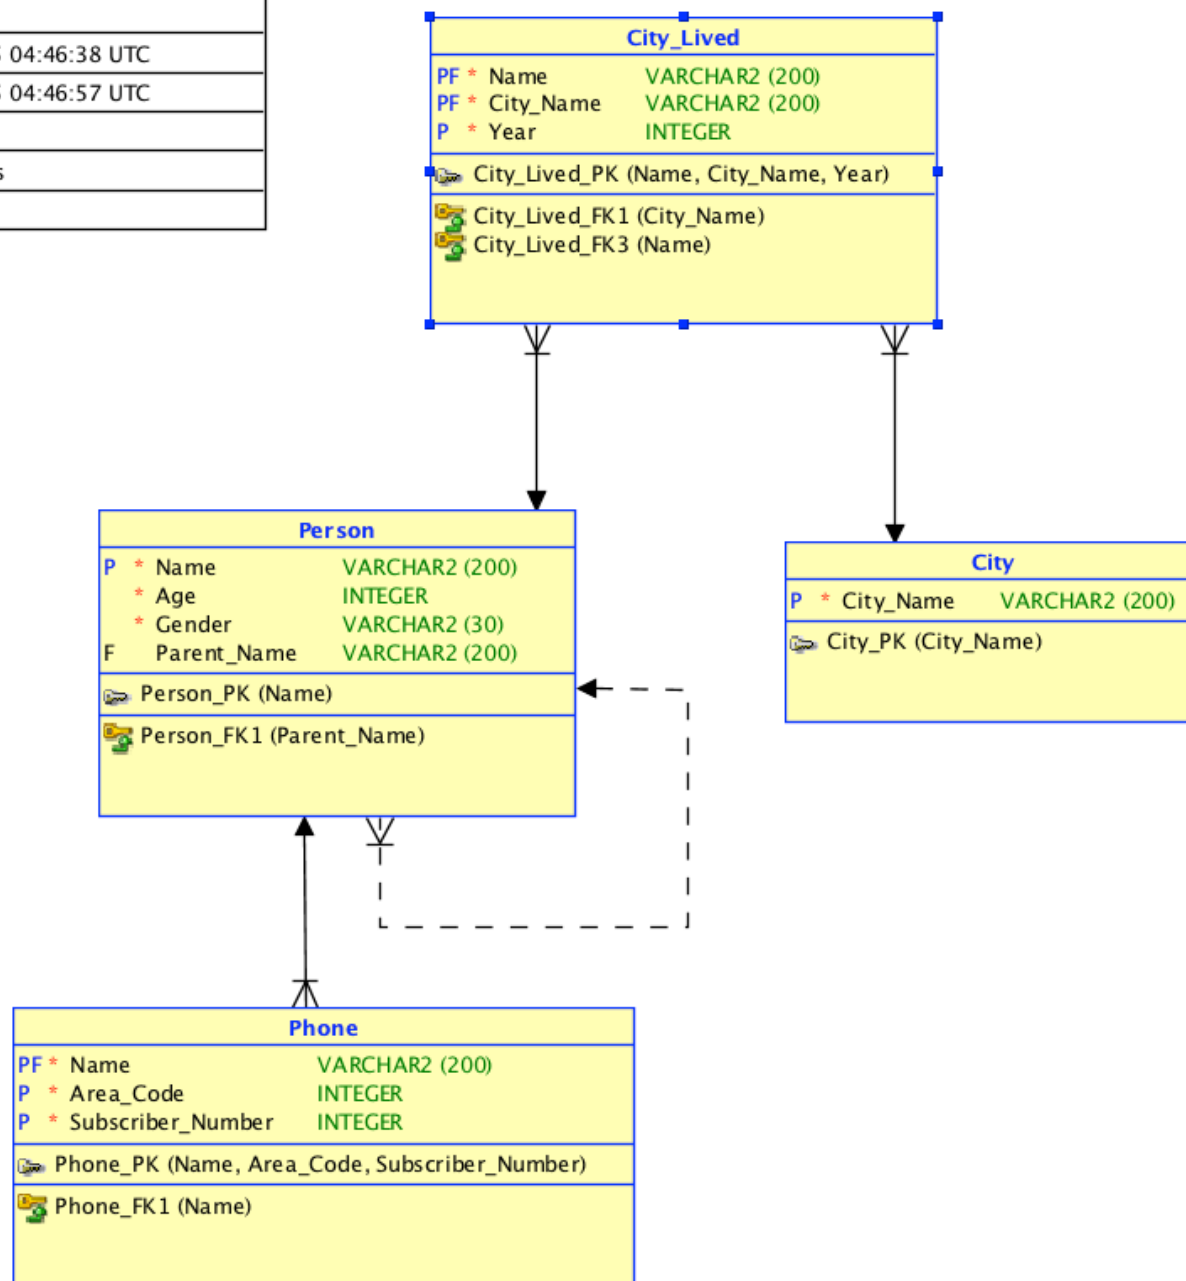 04:46:38 UTC
04:46:57 UTC
s
City_Lived
PF * Name VARCHAR2 (200)
PF * City_Name VARCHAR2 (200)
P * Year INTEGER
City_Lived_PK (Name, City_Name, Year)
City_Lived_FK1 (City_Name)
City_Lived_FK3 (Name)
Person
P * Name VARCHAR2 (200)
* Age INTEGER
* Gender VARCHAR2 (30)
F Parent_Name VARCHAR2 (200)
Person_PK (Name)
Person_FK1 (Parent_Name)
City
P * City_Name VARCHAR2 (200)
City_PK (City_Name)
Phone
PF * Name VARCHAR2 (200)
P * Area_Code INTEGER
P * Subscriber_Number INTEGER
Phone_PK (Name, Area_Code, Subscriber_Number)
Phone_FK1 (Name)